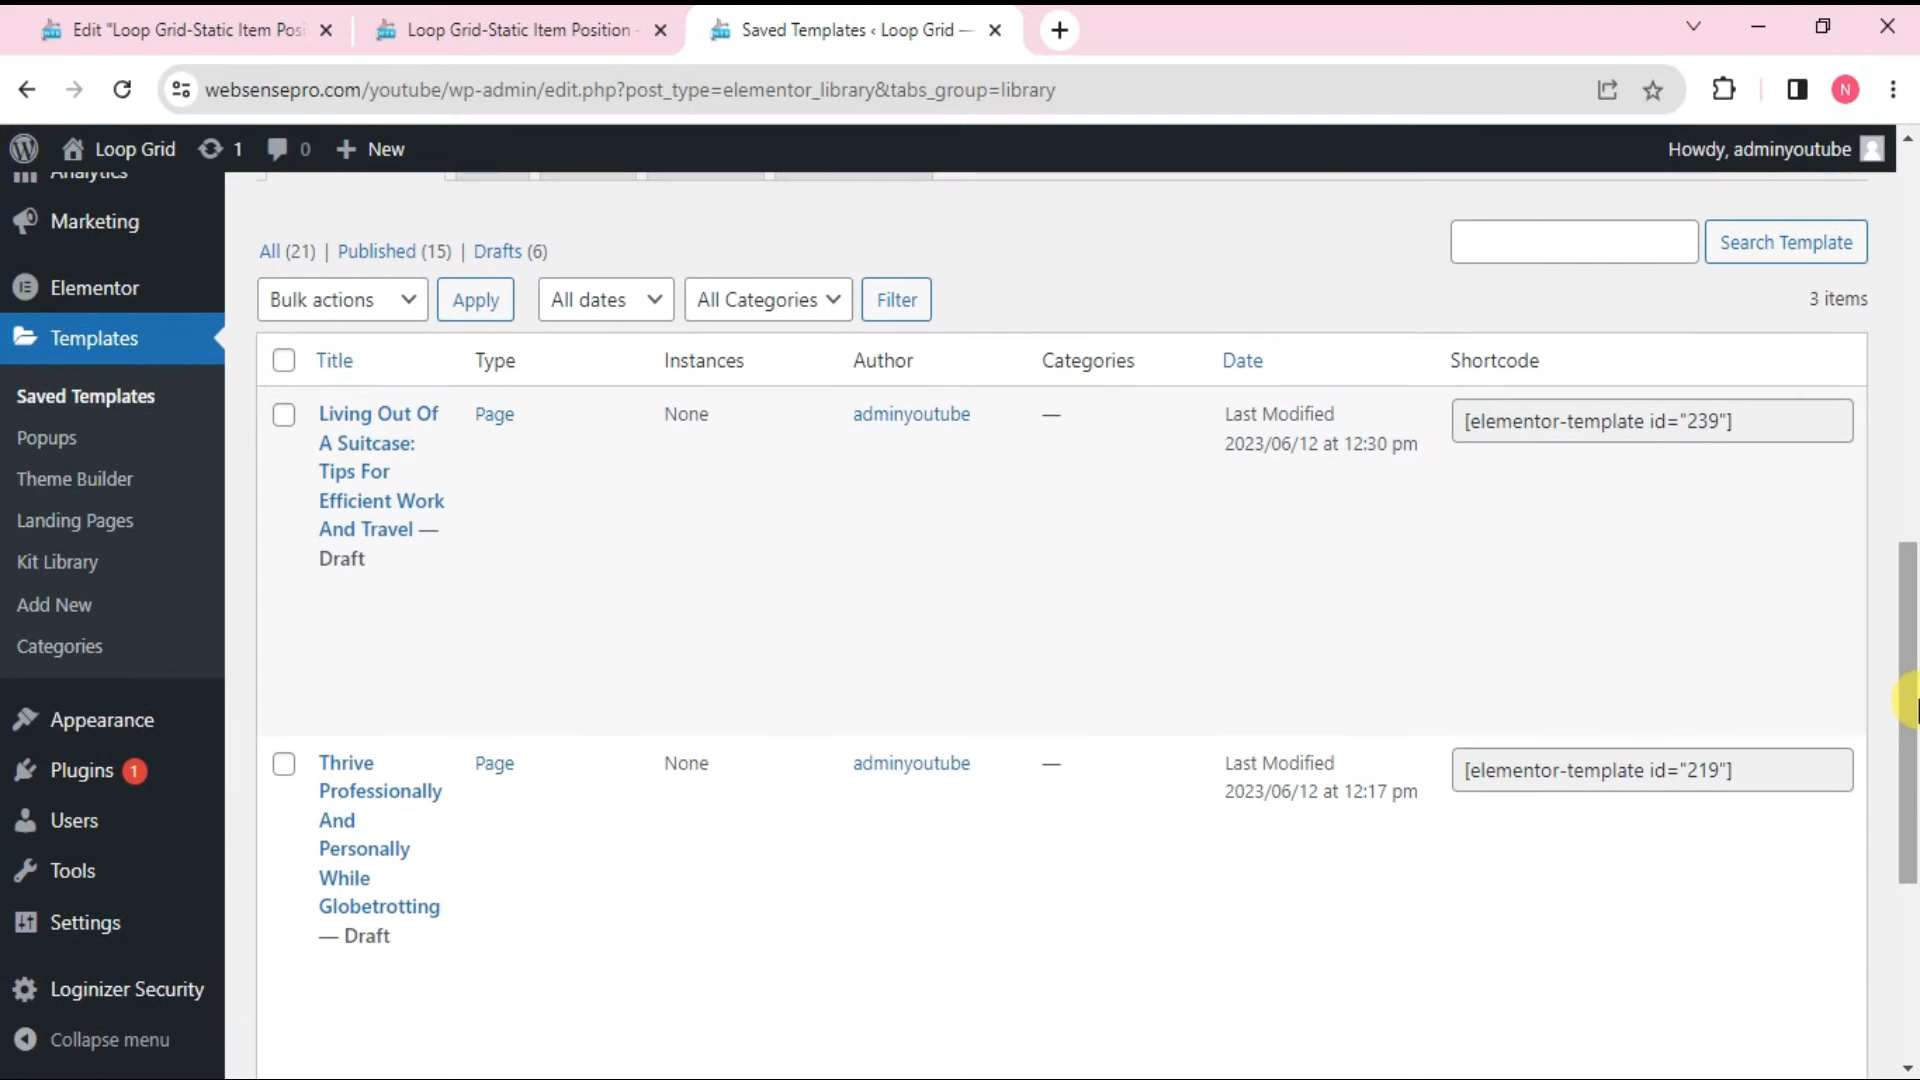 Edit "Loop Grid-Static Item Pos
Loop Grid-Static Item Position -
Saved Templates ‹ Loop Grid —
websensepro.com/youtube/wp-admin/edit.php?post_type=elementor_library&tabs_group=library
N
Loop Grid
1
0
New
Howdy, adminyoutube
Analytics
Marketing
Elementor
Templates
Saved Templates
Popups
Theme Builder
Landing Pages
Kit Library
Add New
Categories
Appearance
Plugins 1
Users
Tools
Settings
Loginizer Security
Collapse menu
All (21) | Published (15) | Drafts (6)
Search Template
Bulk actions
Apply
All dates
All Categories
Filter
3 items
Title
Type
Instances
Author
Categories
Date
Shortcode
Living Out Of
A Suitcase:
Tips For
Efficient Work
And Travel —
Draft
Page
None
adminyoutube
—
Last Modified
2023/06/12 at 12:30 pm
[elementor-template id="239"]
Thrive
Professionally
And
Personally
While
Globetrotting
— Draft
Page
None
adminyoutube
—
Last Modified
2023/06/12 at 12:17 pm
[elementor-template id="219"]